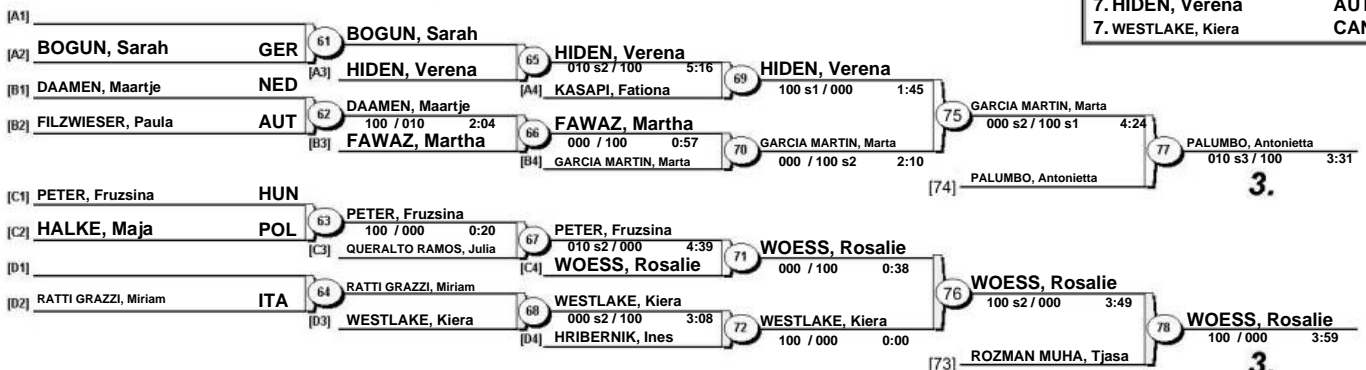 7. HIDEN, Verena AUT
7. WESTLAKE, Kiera CAN
[A1]
[A2] BOGUN, Sarah GER
61
BOGUN, Sarah
[A3] HIDEN, Verena
65
HIDEN, Verena
010 s2 / 100 5:16
[A4] KASAPI, Fationa
69
HIDEN, Verena
100 s1 / 000 1:45
[B1] DAAMEN, Maartje NED
[B2] FILZWIESER, Paula AUT
62
DAAMEN, Maartje
100 / 010 2:04
[B3] FAWAZ, Martha
66
FAWAZ, Martha
000 / 100 0:57
[B4] GARCIA MARTIN, Marta
70
GARCIA MARTIN, Marta
000 / 100 s2 2:10
75
GARCIA MARTIN, Marta
000 s2 / 100 s1 4:24
[74] PALUMBO, Antonietta
77
PALUMBO, Antonietta
010 s3 / 100 3:31
3.
[C1] PETER, Fruzsina HUN
[C2] HALKE, Maja POL
63
PETER, Fruzsina
100 / 000 0:20
[C3] QUERALTO RAMOS, Julia
67
PETER, Fruzsina
010 s2 / 000 4:39
[C4] WOESS, Rosalie
71
WOESS, Rosalie
000 / 100 0:38
[D1]
[D2] RATTI GRAZZI, Miriam ITA
64
RATTI GRAZZI, Miriam
[D3] WESTLAKE, Kiera
68
WESTLAKE, Kiera
000 s2 / 100 3:08
[D4] HRIBERNIK, Ines
72
WESTLAKE, Kiera
100 / 000 0:00
76
WOESS, Rosalie
100 s2 / 000 3:49
[73] ROZMAN MUHA, Tjasa
78
WOESS, Rosalie
100 / 000 3:59
3.